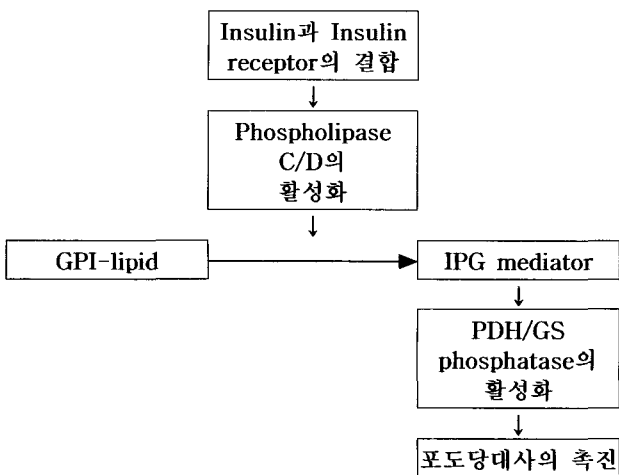 Insulin과 Insulin
receptor의 결합
Phospholipase
C/D의
활성화
GPI-lipid
IPG mediator
PDH/GS
phosphatase의
활성화
포도당대사의 촉진